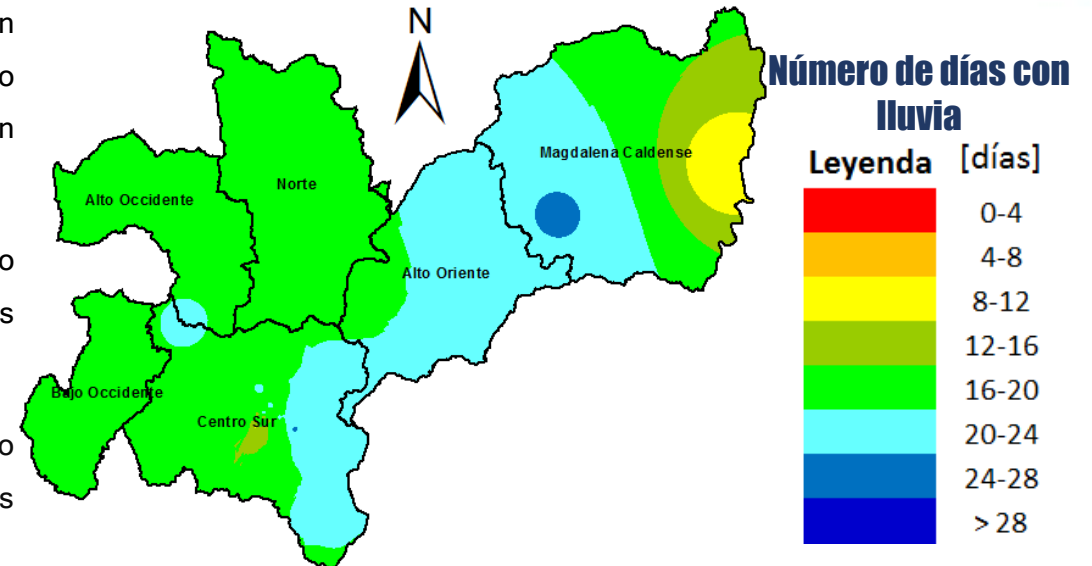 n
o
n
o
s
o
s
N
Alto Occidente
Norte
Magdalena Caldense
Alto Oriente
Bajo Occidente
Centro Sur
Número de días con
lluvia
Leyenda [días]
0-4
4-8
8-12
12-16
16-20
20-24
24-28
> 28